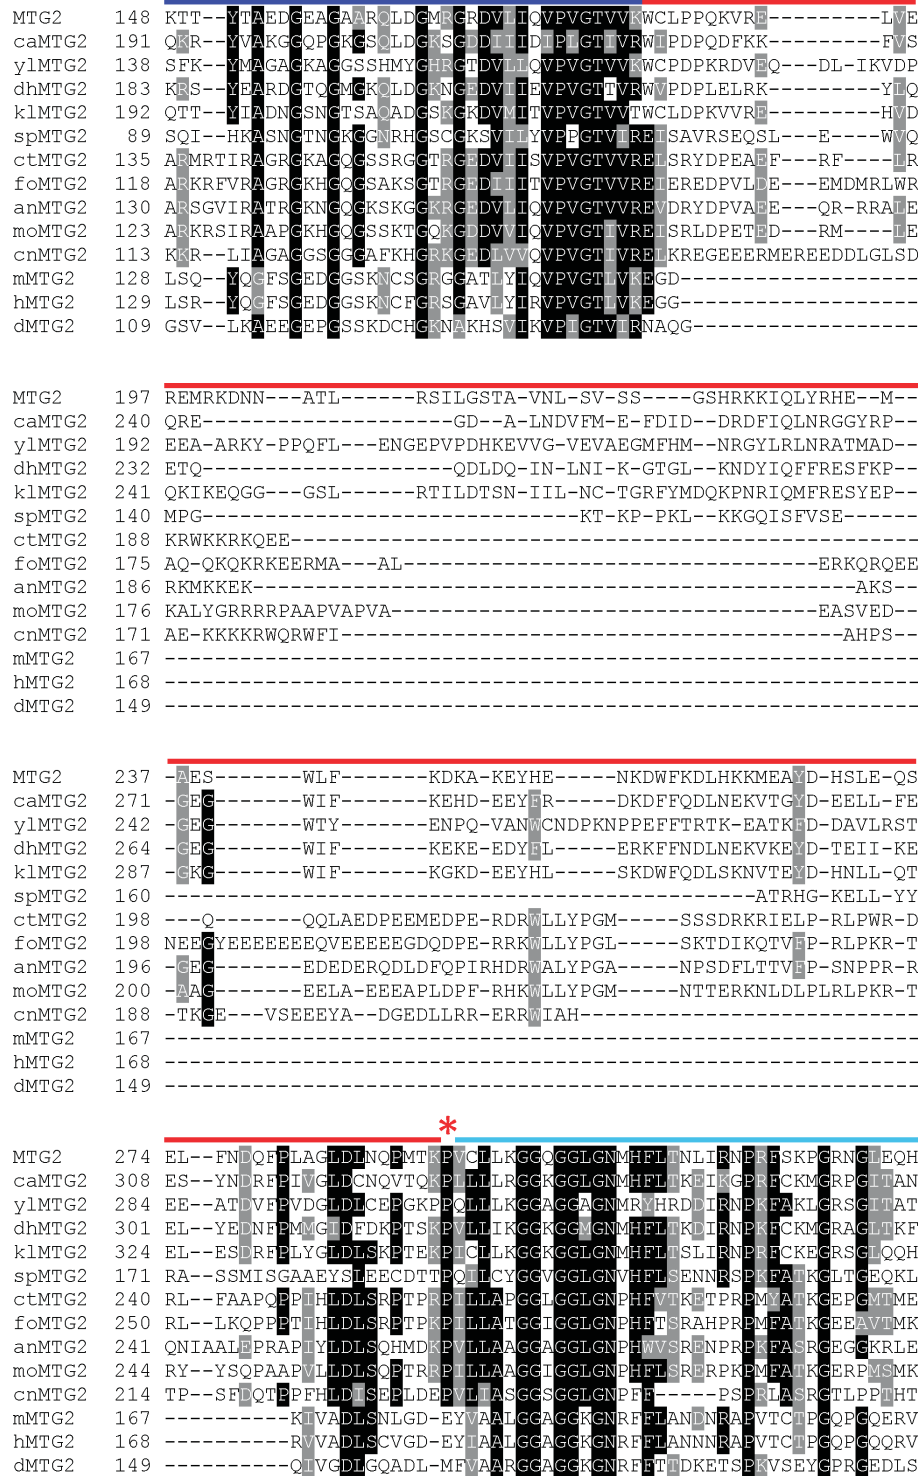 MTG2 148 KTT--YTAEDGEAGAARQLDGMRGRDVLIQVPVGTVVKWCLPPQKVRE----------LVE
caMTG2 191 QKR--YVAKGGQPGKGSQLDGKSGDDIIIDIPLGTIVRWIPDPQDFKK----------FVS
ylMTG2 138 SFK--YMAGAGKAGGSSHMYGHRGTDVLLQVPVGTVVKWCPDPKRDVEQ---DL-IKVDP
dhMTG2 183 KRS--YEARDGTQGMGKQLDGKNGEDVIIEVPVGTTVRWVPDPLELRK----------YLQ
klMTG2 192 QTT--YIADNGSNGTSAQADGSKGKDVMITVPVGTVVTWCLDPKVVRE----------HVD
spMTG2 89 SQI--HKASNGTNGKGGNRHGSCGKSVILYVPPGTVIREISAVRSEQSL---E----WVQ
ctMTG2 135 ARMRTIRAGRGKAGQGSSRGGTRGEDVIISVPVGTVVRELSRYDPEAEF---RF---LR
foMTG2 118 ARKRFVRAGRGKHGQGSAKSGTRGEDIIITVPVGTVVREIEREDPVLDE---EMDMRLWR
anMTG2 130 ARSGVIRATRGKNGQGKSKGGKRGEDVLIQVPVGTVVREVDRYDPVAEE---QR-RRALE
moMTG2 123 ARKRSIRAAPGKHGQGSSKTGQKGDDVVIQVPVGTIVREISRLDPETED---RM----LE
cnMTG2 113 KKR--LIAGAGGSGGGAFKHGRKGEDLVVQVPVGTIVRELKREGEEERMEREEDDLGLSD
mMTG2 128 LSQ--YQGFSGEDGGSKNCSGRGGATLYIQVPVGTLVKEGD-------------------
hMTG2 129 LSR--YQGFSGEDGGSKNCFGRSGAVLYIRVPVGTLVKEGG-------------------
dMTG2 109 GSV--LKAEEGEPGSSKDCHGKNAKHSVIKVPIGTVIRNAQG------------------
MTG2 197 REMRKDNN---ATL------RSILGSTA-VNL-SV-SS----GSHRKKIQLYRHE--M--
caMTG2 240 QRE--------------------GD--A-LNDVFM-E-FDID--DRDFIQLNRGGYRP--
ylMTG2 192 EEA-ARKY-PPQFL---ENGEPVPDHKEVVG-VEVAEGMFHM--NRGYLRLNRATMAD--
dhMTG2 232 ETQ--------------------QDLDQ-IN-LNI-K-GTGL--KNDYIQFFRESFKP--
klMTG2 241 QKIKEQGG---GSL------RTILDTSN-IIL-NC-TGRFYMDQKPNRIQMFRESYEP--
spMTG2 140 MPG------------------------------KT-KP-PKL--KKGQISFVSE------
ctMTG2 188 KRWKKRKQEE--------------------------------------------------
foMTG2 175 AQ-QKQKRKEERMA---AL---------------------------------ERKQRQEE
anMTG2 186 RKMKKEK------------------------------------------------AKS--
moMTG2 176 KALYGRRRRPAAPVAPVA----------------------------------EASVED--
cnMTG2 171 AE-KKKKRWQRWFI----------------------------------------AHPS--
mMTG2 167 ------------------------------------------------------------
hMTG2 168 ------------------------------------------------------------
dMTG2 149 ------------------------------------------------------------
MTG2 237 -AES-------WLF-------KDKA-KEYHE-----NKDWFKDLHKKMEAYD-HSLE-QS
caMTG2 271 -GEG-------WIF-------KEHD-EEYFR-----DKDFFQDLNEKVTGYD-EELL-FE
ylMTG2 242 -GEG-------WTY-------ENPQ-VANWCNDPKNPPEFFTRTK-EATKFD-DAVLRST
dhMTG2 264 -GEG-------WIF-------KEKE-EDYFL-----ERKFFNDLNEKVKEYD-TEII-KE
klMTG2 287 -GKG-------WIF-------KGKD-EEYHL-----SKDWFQDLSKNVTEYD-HNLL-QT
spMTG2 160 -----------------------------------------------ATRHG-KELL-YY
ctMTG2 198 ---Q-------QQLAEDPEEMEDPE-RDRWLLYPGM-----SSSDRKRIELP-RLPWR-D
foMTG2 198 NEEGYEEEEEEEQVEEEEEGDQDPE-RRKWLLYPGL-----SKTDIKQTVFP-RLPKR-T
anMTG2 196 -GEG-------EDEDERQDLDFQPIRHDRWALYPGA-----NPSDFLTTVFP-SNPPR-R
moMTG2 200 -AAG-------EELA-EEEAPLDPF-RHKWLLYPGM-----NTTERKNLDLPLRLPKR-T
cnMTG2 188 -TKGE---VSEEEYA--DGEDLLRR-ERRWIAH---------------------------
mMTG2 167 ------------------------------------------------------------
hMTG2 168 ------------------------------------------------------------
dMTG2 149 ------------------------------------------------------------
*
MTG2 274 EL--FNDQFPLAGLDLNQPMTKPVCLLKGGQGGLGNMHFLTNLIRNPRFSKPGRNGLEQH
caMTG2 308 ES--YNDRFPIVGLDCNQVTQKPLLLLRGGKGGLGNMHFLTKEIKGPRFCKMGRPGITAN
ylMTG2 284 EE--ATDVFPVDGLDLCEPGKPPQLLLKGGAGGAGNMRYHRDDIRNPKFAKLGRSGILAT
dhMTG2 301 EL--YEDNFPMMGIDFDKPTSKPVLLIKGGKGGMGNMHFLTKDIRNPKFCKMGRAGLTKF
klMTG2 324 EL--ESDRFPLYGLDLSKPTEKPICLLKGGKGGLGNMHFLTSLIRNPRFCKEGRSGLQQH
spMTG2 171 RA--SSMISGAAEYSLEECDTTPQILCYGGVGGLGNVHFLSENNRSPKFATKGLTGEQKL
ctMTG2 240 RL--FAAPQPPIHLDLSRPTPRPILLAPGGLGGLGNPHFVTKETPRPMYATKGEPGMTME
foMTG2 250 RL--LKQPPPTIHLDLSRPTPKPILLATGGIGGLGNPHFTSRAHPRPMFATKGEEAVTMK
anMTG2 241 QNIAALEPRAPIYLDLSQHMDKPVLLAAGGAGGLGNPHWVSRENPRPKFASRGEGGKRLE
moMTG2 244 RY--YSQPAAPVLLDLSQPTRRPILLAAGGIGGLGNPHFLSRERPKPMFATKGERPMSMK
cnMTG2 214 TP--SFDQTPPFHLDISEPLDEPVLIASGGSGGLGNPFF-----PSPRLASRGTLPPTHT
mMTG2 167 ----------KIVADLSNLGD-EYVAALGGAGGKGNRFFLANDNRAPVTCTPGQPGQERV
hMTG2 168 ----------RVVADLSCVGD-EYIAALGGAGGKGNRFFLANNNRAPVTCTPGQPGQQRV
dMTG2 149 ----------QIVGDLGQADL-MFVAARGGAGGKGNRFFTTDKETSPKVSEYGPRGEDLS